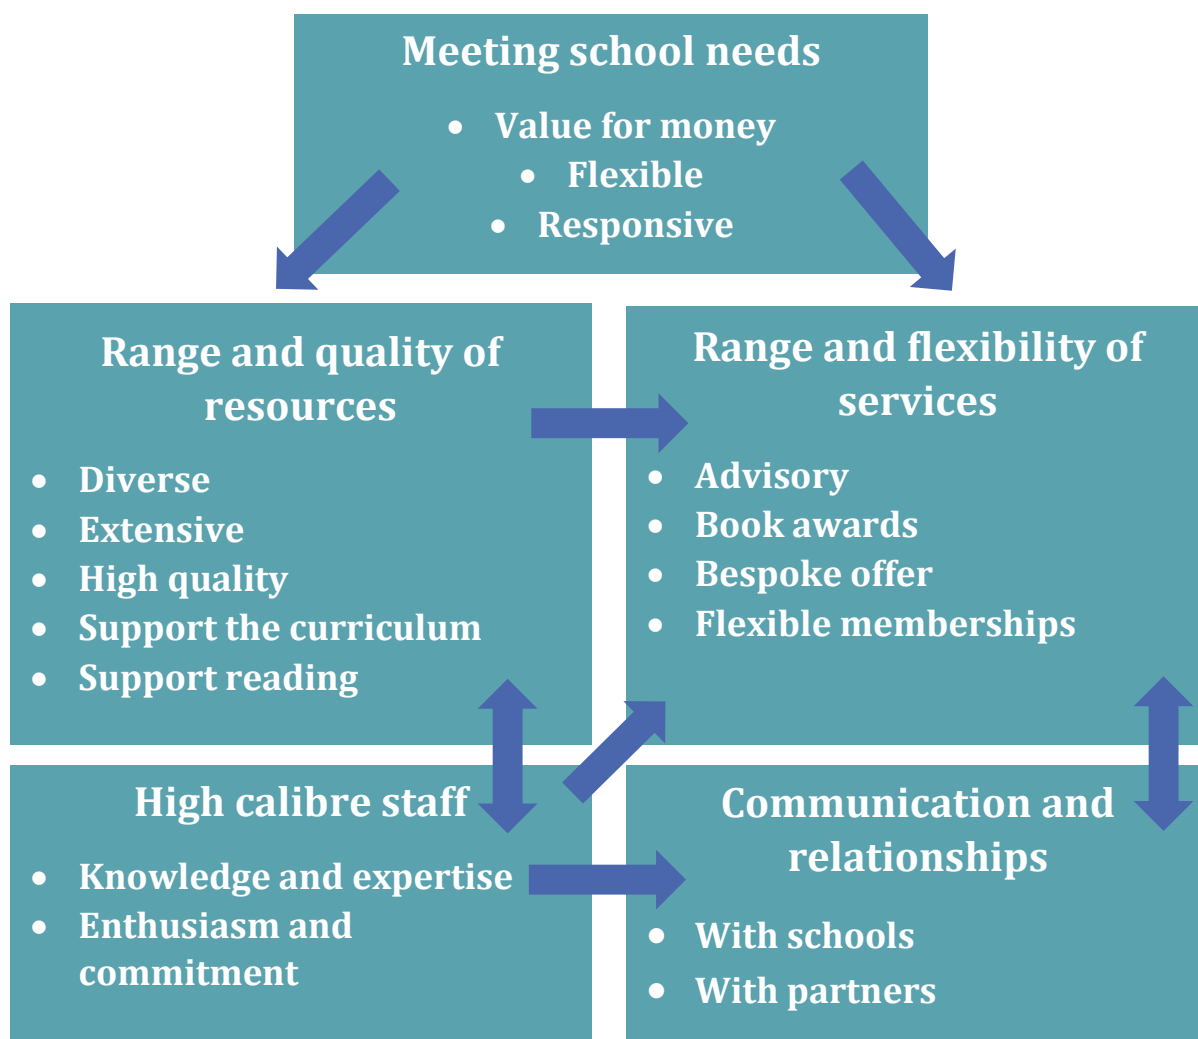 Meeting school needs
• Value for money
• Flexible
• Responsive
Range and quality of
resources
• Diverse
• Extensive
• High quality
• Support the curriculum
• Support reading
Range and flexibility of
services
• Advisory
• Book awards
• Bespoke offer
• Flexible memberships
High calibre staff
• Knowledge and expertise
• Enthusiasm and
commitment
Communication and
relationships
• With schools
• With partners